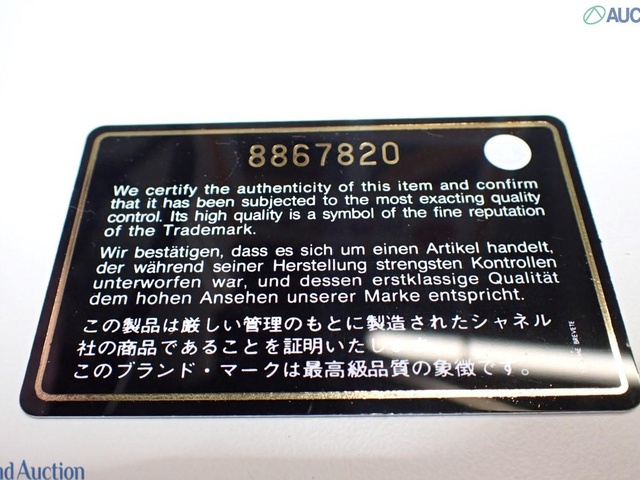 AUC
8867820
We certify the authenticity of this item and confirm
that it has been subjected to the most exacting quality
control. Its high quality is a symbol of the fine reputation
of the Trademark.
Wir bestätigen, dass es sich um einen Artikel handelt,
der während seiner Herstellung strengsten Kontrollen
unterworfen war, und dessen erstklassige Qualität
dem hohen Ansehen unserer Marke entspricht.
この製品は厳しい管理のもとに製造されたシャネル
社の商品であることを証明いたし
このブランド・マークは最高級品質の象徴です。
BREVETE
nd Auction